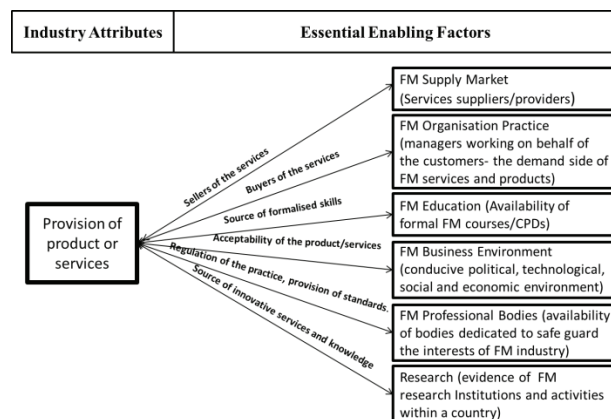 Industry Attributes
Essential Enabling Factors
FM Supply Market
(Services suppliers/providers)
Sellers of the services
FM Organisation Practice
(managers working on behalf of
the customers- the demand side of
FM services and products)
Buyers of the services
Provision of
product or
services
Source of formalised skills
FM Education (Availability of
formal FM courses/CPDs)
Acceptability of the product/services
FM Business Environment
(conducive political, technological,
social and economic environment)
Regulation of the practice, provision of standards.
FM Professional Bodies (availability
of bodies dedicated to safe guard
the interests of FM industry)
Source of innovative services and knowledge
Research (evidence of FM
research Institutions and activities
within a country)